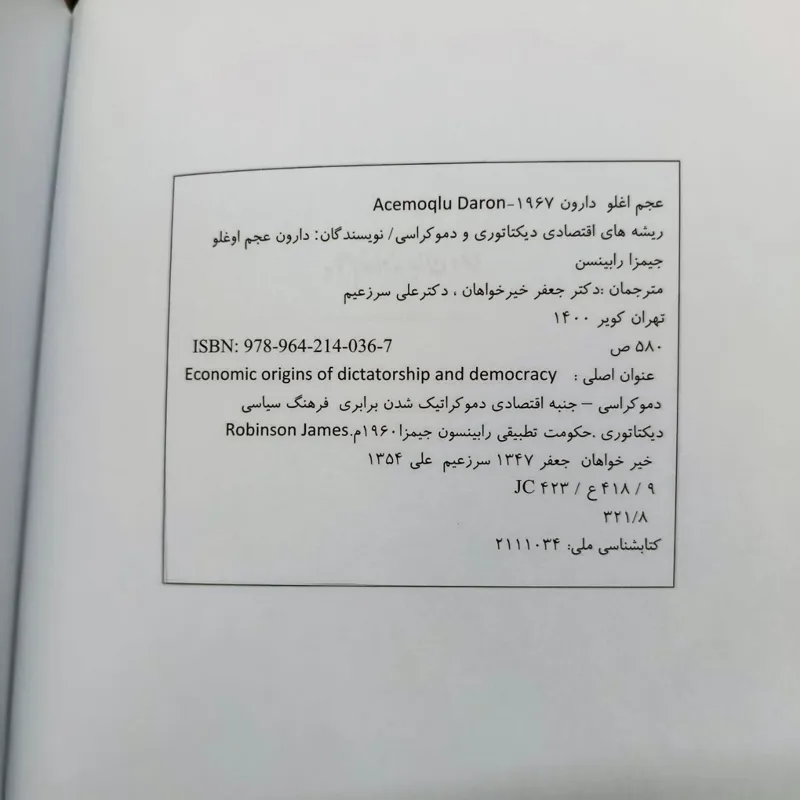 عجم اغلو دارون ۱۹۶۷-Acemoqlu Daron
ریشه های اقتصادی دیکتاتوری و دموکراسی/ نویسندگان: دارون عجم اوغلو
جیمزا رابینسن
مترجمان :دکتر جعفر خیرخواهان ، دکترعلی سرزعیم
تهران کویر ۱۴۰۰
۵۸۰ ص ISBN: 978-964-214-036-7
عنوان اصلی : Economic origins of dictatorship and democracy
دموکراسی – جنبه اقتصادی دموکراتیک شدن برابری فرهنگ سیاسی
دیکتاتوری .حکومت تطبیقی رابینسون جیمزا۱۹۶۰م.Robinson James
خیر خواهان جعفر ۱۳۴۷ سرزعیم علی ۱۳۵۴
۹ / ۴۱۸ع / ۴۲۳ JC
۳۲۱/۸
کتابشناسی ملی: ۲۱۱۱۰۳۴